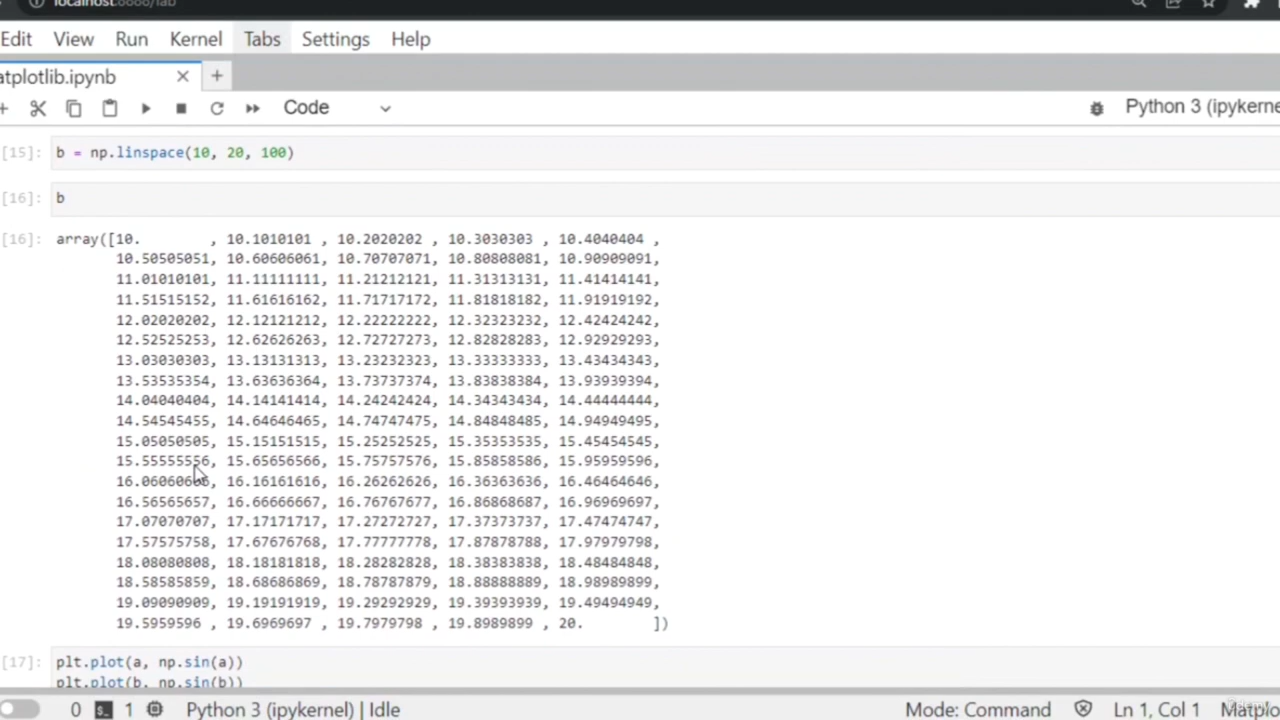 localhost:8888/lab
Edit View Run Kernel Tabs Settings Help
atplotlib.ipynb
Code Python 3 (ipykerne
[15]: b = np.linspace(10, 20, 100)
[16]: b
[16]: array([10. , 10.1010101 , 10.2020202 , 10.3030303 , 10.4040404 ,
10.50505051, 10.60606061, 10.70707071, 10.80808081, 10.90909091,
11.01010101, 11.11111111, 11.21212121, 11.31313131, 11.41414141,
11.51515152, 11.61616162, 11.71717172, 11.81818182, 11.91919192,
12.02020202, 12.12121212, 12.22222222, 12.32323232, 12.42424242,
12.52525253, 12.62626263, 12.72727273, 12.82828283, 12.92929293,
13.03030303, 13.13131313, 13.23232323, 13.33333333, 13.43434343,
13.53535354, 13.63636364, 13.73737374, 13.83838384, 13.93939394,
14.04040404, 14.14141414, 14.24242424, 14.34343434, 14.44444444,
14.54545455, 14.64646465, 14.74747475, 14.84848485, 14.94949495,
15.05050505, 15.15151515, 15.25252525, 15.35353535, 15.45454545,
15.55555556, 15.65656566, 15.75757576, 15.85858586, 15.95959596,
16.06060606, 16.16161616, 16.26262626, 16.36363636, 16.46464646,
16.56565657, 16.66666667, 16.76767677, 16.86868687, 16.96969697,
17.07070707, 17.17171717, 17.27272727, 17.37373737, 17.47474747,
17.57575758, 17.67676768, 17.77777778, 17.87878788, 17.97979798,
18.08080808, 18.18181818, 18.28282828, 18.38383838, 18.48484848,
18.58585859, 18.68686869, 18.78787879, 18.88888889, 18.98989899,
19.09090909, 19.19191919, 19.29292929, 19.39393939, 19.49494949,
19.5959596 , 19.6969697 , 19.7979798 , 19.8989899 , 20. ])
[17]: plt.plot(a, np.sin(a))
plt.plot(b, np.sin(b))
0 1 Python 3 (ipykernel) | Idle Mode: Command Ln 1, Col 1 Matplo